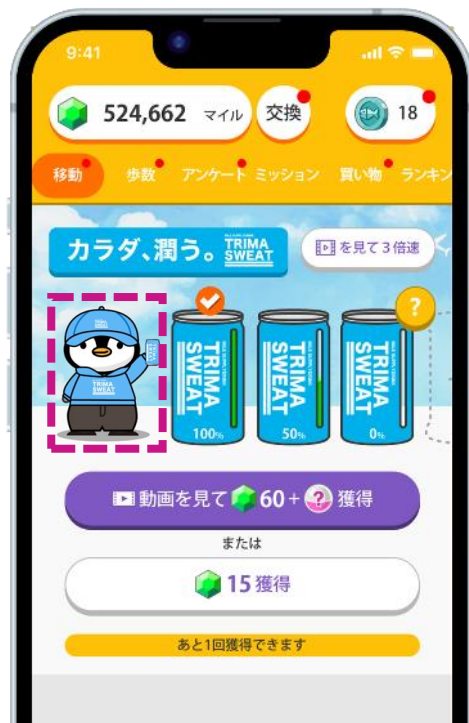 9:41
524,662 マイル
交換
18
移動 歩数 アンケート ミッション 買い物 ランキン
カラダ、潤う。 TRIMA SWEAT
を見て3倍速
?
TRIMA SWEAT
TRIMA SWEAT
TRIMA SWEAT
TRIMA SWEAT
100%
50%
0%
動画を見て 60 + ? 獲得
または
15 獲得
あと1回獲得できます